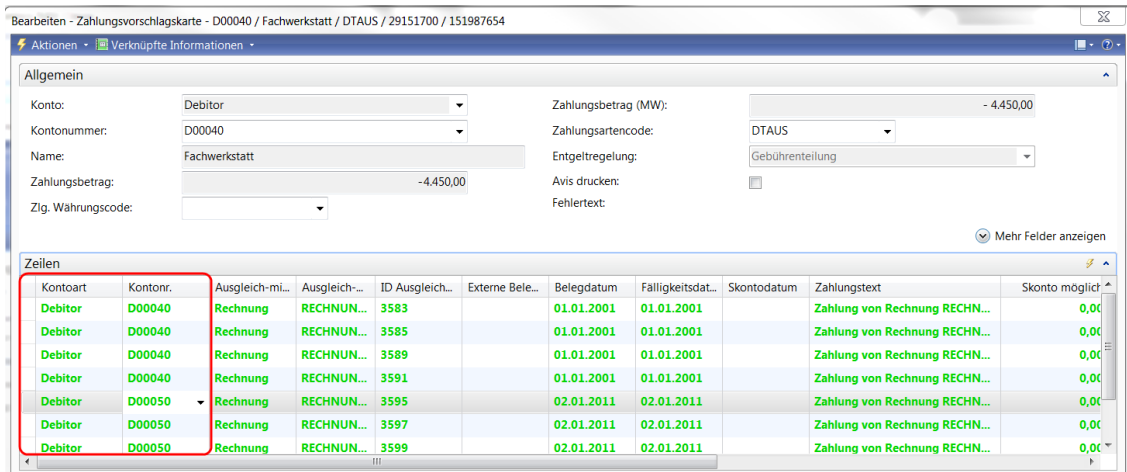 Bearbeiten - Zahlungsvorschlagskarte - D00040 / Fachwerkstatt / DTAUS / 29151700 / 151987654
Aktionen Verknüpfte Informationen
Allgemein
Konto: Debitor Zahlungsbetrag (MW): - 4.450,00
Kontonummer: D00040 Zahlungsartencode: DTAUS
Name: Fachwerkstatt Entgeltregelung: Gebührenteilung
Zahlungsbetrag: -4.450,00 Avis drucken:
Zlg. Währungscode: Fehlertext:
Mehr Felder anzeigen
Zeilen
Kontoart Kontonr. Ausgleich-mi... Ausgleich-... ID Ausgleich... Externe Bele... Belegdatum Fälligkeitsdat... Skontodatum Zahlungstext Skonto möglich
Debitor D00040 Rechnung RECHNUN... 3583 01.01.2001 01.01.2001 Zahlung von Rechnung RECHN... 0,00
Debitor D00040 Rechnung RECHNUN... 3585 01.01.2001 01.01.2001 Zahlung von Rechnung RECHN... 0,00
Debitor D00040 Rechnung RECHNUN... 3589 01.01.2001 01.01.2001 Zahlung von Rechnung RECHN... 0,00
Debitor D00040 Rechnung RECHNUN... 3591 01.01.2001 01.01.2001 Zahlung von Rechnung RECHN... 0,00
Debitor D00050 Rechnung RECHNUN... 3595 02.01.2011 02.01.2011 Zahlung von Rechnung RECHN... 0,00
Debitor D00050 Rechnung RECHNUN... 3597 02.01.2011 02.01.2011 Zahlung von Rechnung RECHN... 0,00
Debitor D00050 Rechnung RECHNUN... 3599 02.01.2011 02.01.2011 Zahlung von Rechnung RECHN... 0,00